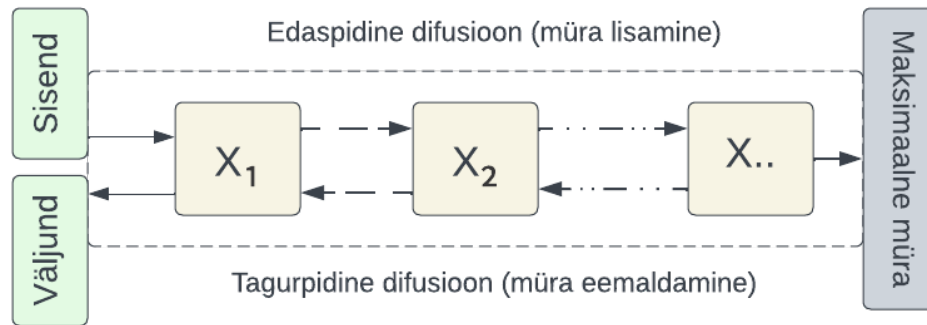 Edaspidine difusioon (müra lisamine)
Sisend
Väljund
X₁
X₂
X..
Maksimaalne müra
Tagurpidine difusioon (müra eemaldamine)